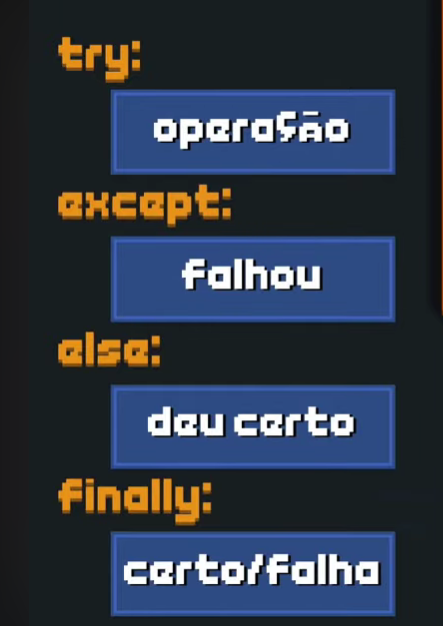 try:
operação
except:
falhou
else:
deu certo
finally:
certo/falha